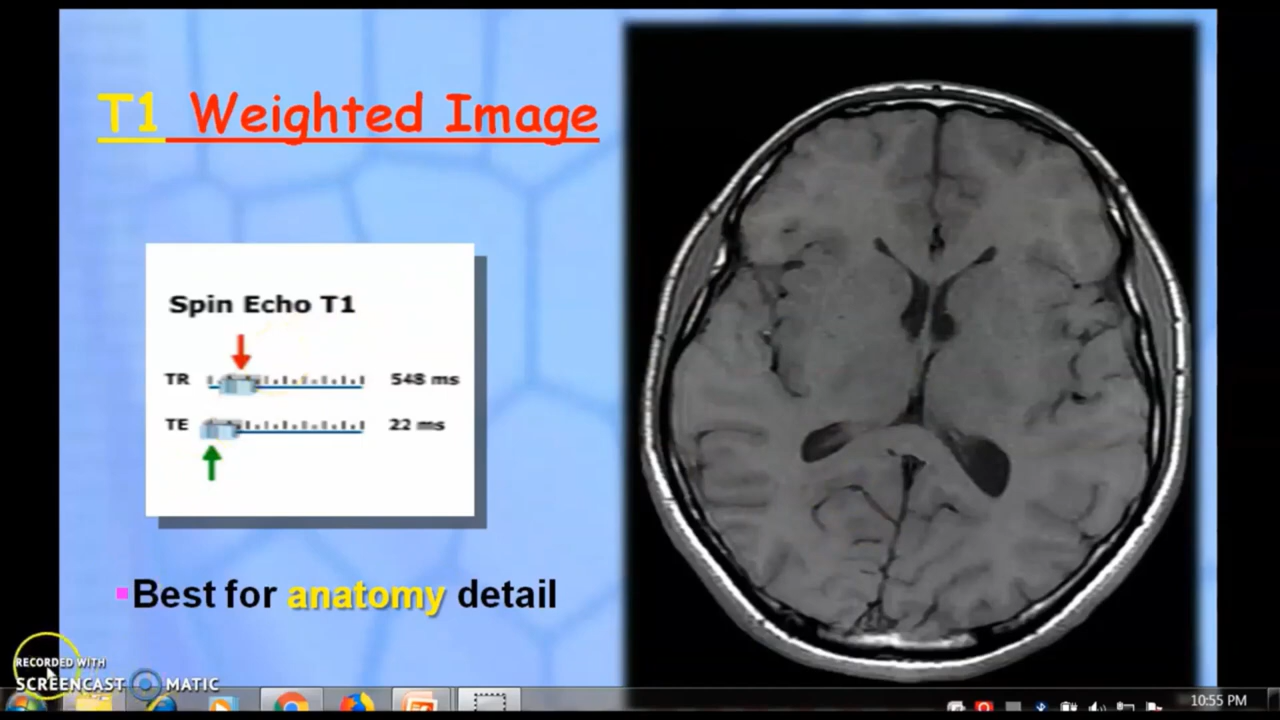 T1 Weighted Image
Spin Echo T1
TR 548 ms
TE 22 ms
Best for anatomy detail
RECORDED WITH
SCREENCAST MATIC
10:55 PM